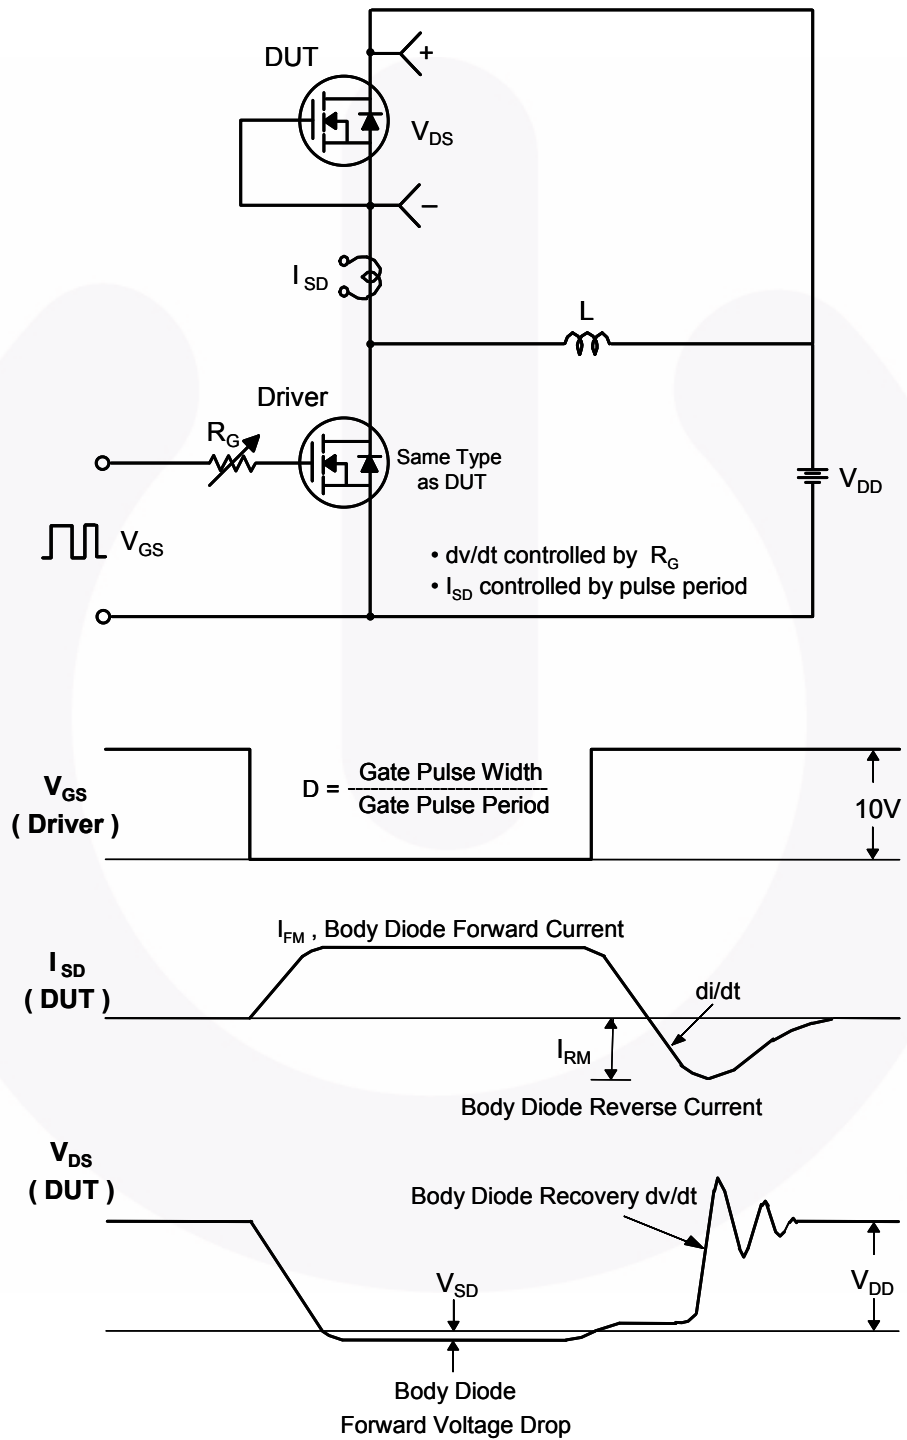 DUT
+
VDS
−
ISD
L
Driver
RG
Same Type
as DUT
VDD
VGS
• dv/dt controlled by RG
• ISD controlled by pulse period
VGS
( Driver )
D = Gate Pulse Width
Gate Pulse Period
10V
IFM , Body Diode Forward Current
ISD
( DUT )
di/dt
IRM
Body Diode Reverse Current
VDS
( DUT )
Body Diode Recovery dv/dt
VSD
VDD
Body Diode
Forward Voltage Drop